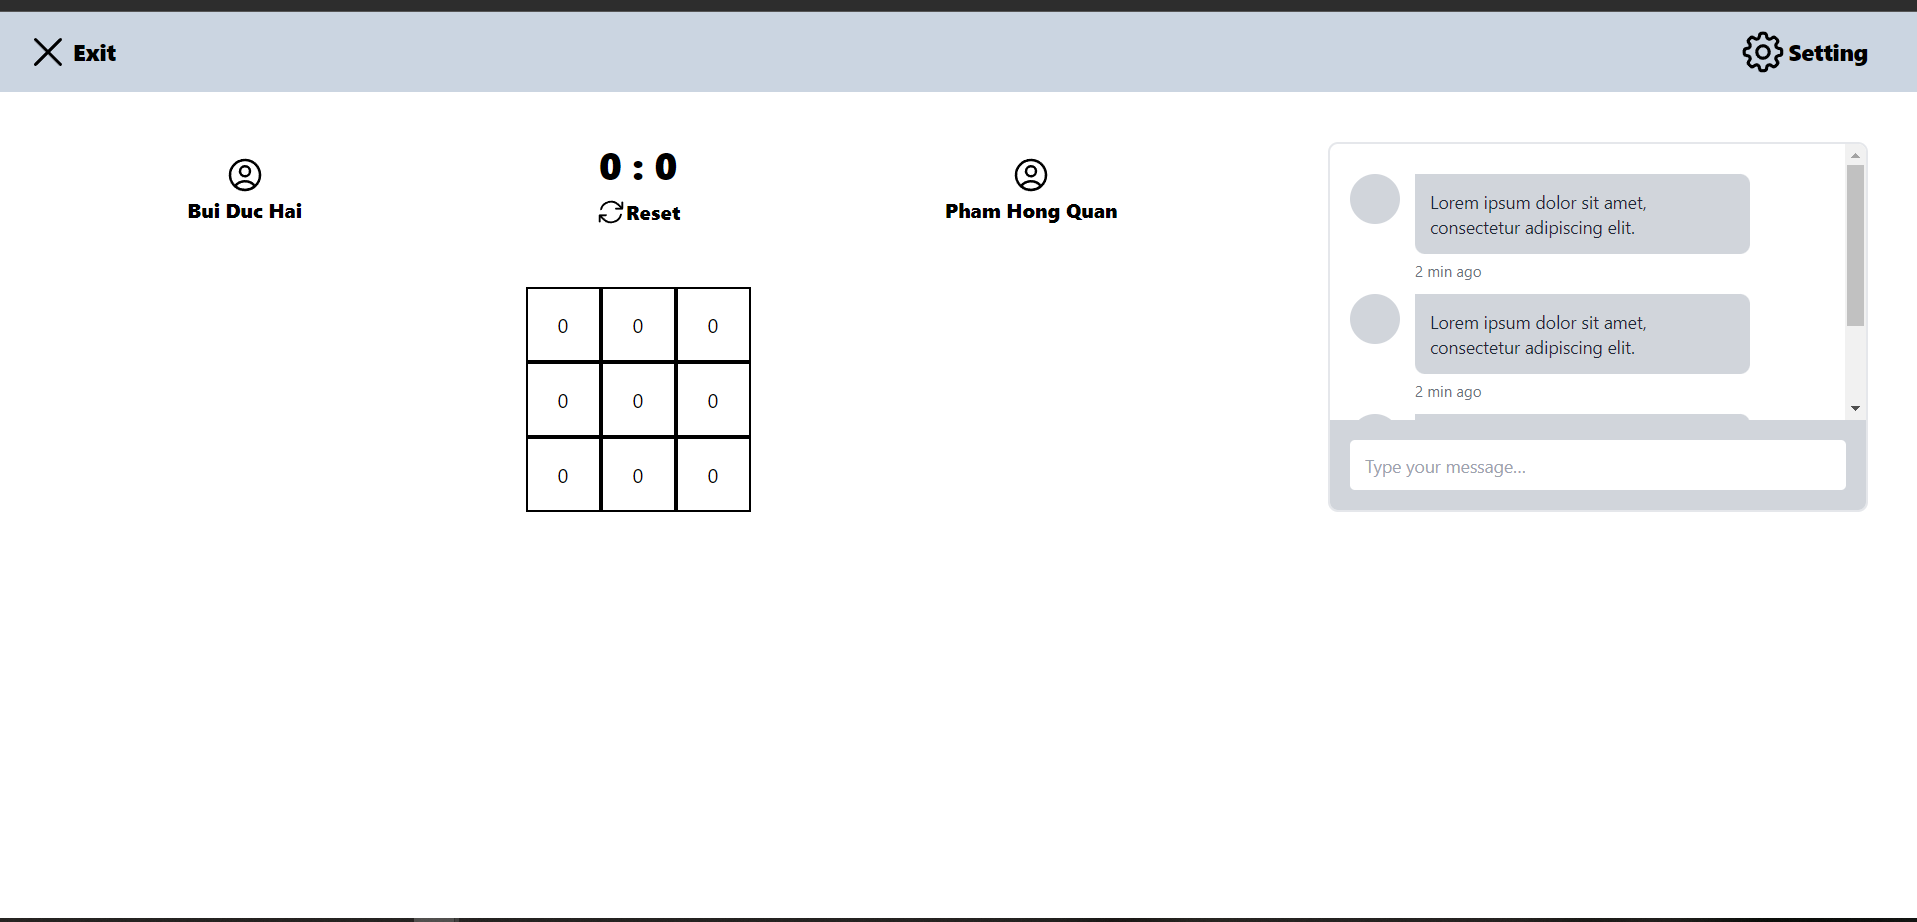 Exit
Setting
0 : 0
Reset
Bui Duc Hai
Pham Hong Quan
0 0 0
0 0 0
0 0 0
Lorem ipsum dolor sit amet,
consectetur adipiscing elit.
2 min ago
Lorem ipsum dolor sit amet,
consectetur adipiscing elit.
2 min ago
Type your message...